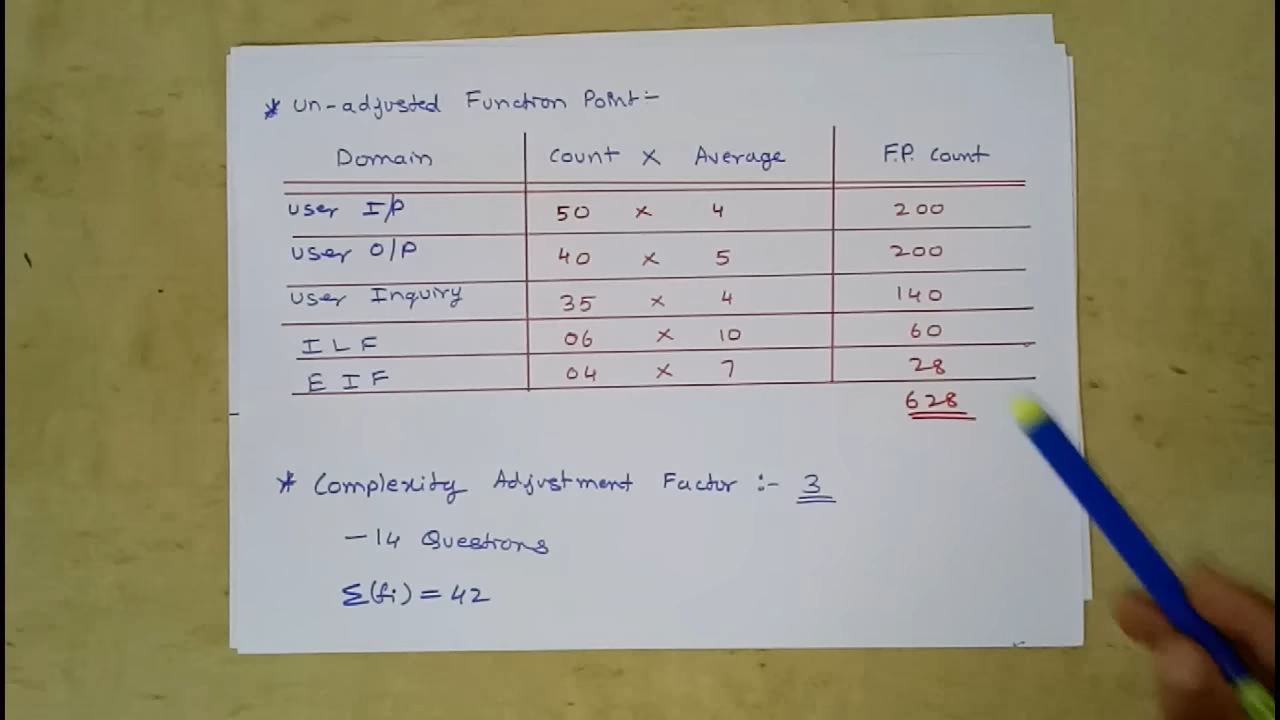 * Un-adjusted Function Point:-
Domain Count × Average F.P. Count
User I/P 50 × 4 200
User O/P 40 × 5 200
User Inquiry 35 × 4 140
ILF 06 × 10 60
EIF 04 × 7 28
628
* Complexity Adjustment Factor :- 3
- 14 Questions
Σ(fi) = 42